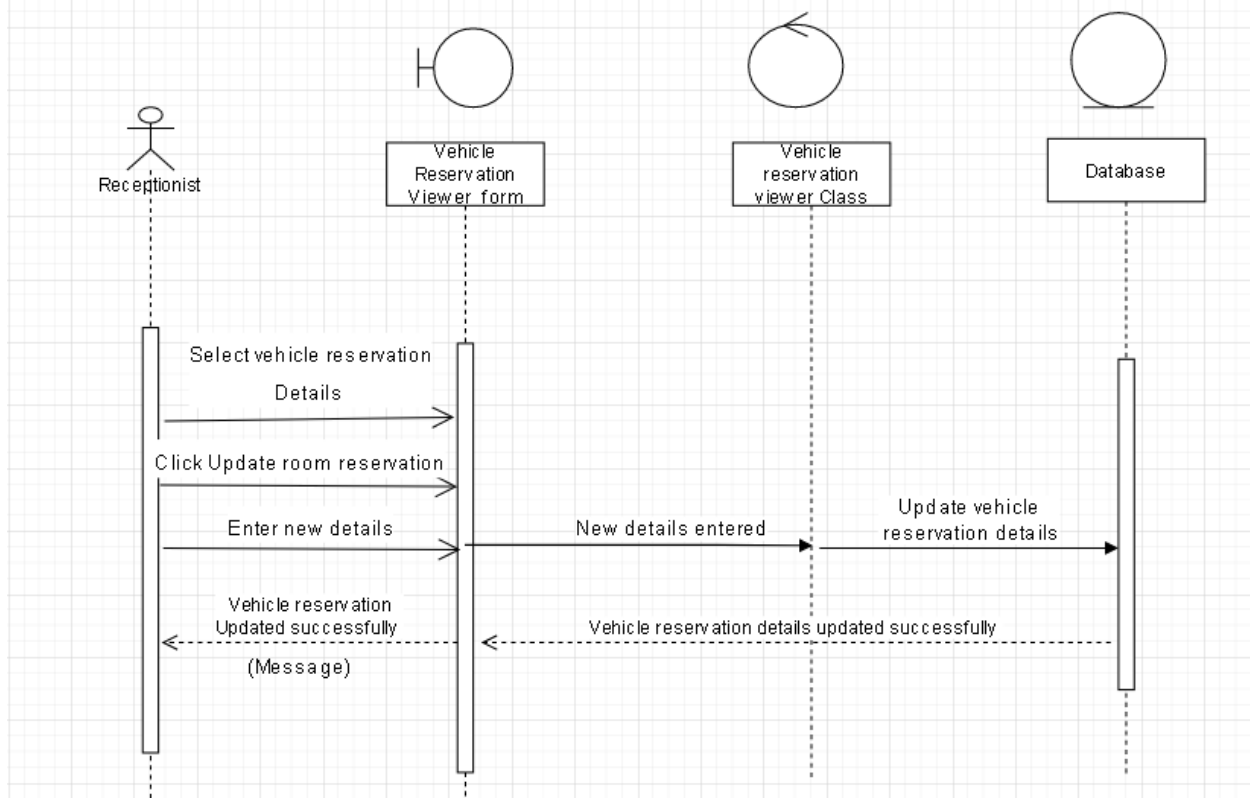 Receptionist
Vehicle
Reservation
Viewer form
Vehicle
reservation
viewer Class
Database
Select vehicle reservation
Details
Click Update room reservation
Enter new details
New details entered
Update vehicle
reservation details
Vehicle reservation
Updated successfully
(Message)
Vehicle reservation details updated successfully